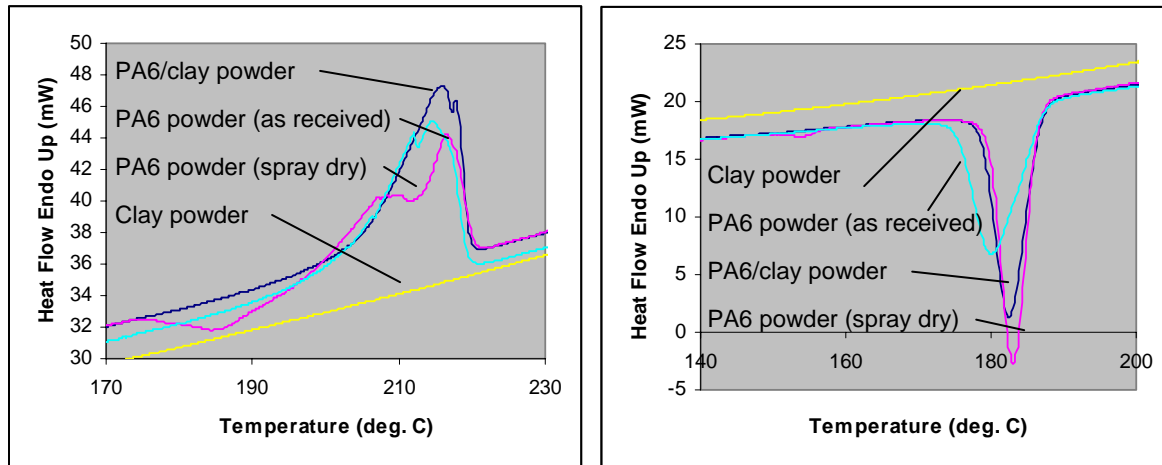 50
48
46
44
42
40
38
36
34
32
30
Heat Flow Endo Up (mW)
PA6/clay powder
PA6 powder (as received)
PA6 powder (spray dry)
Clay powder
170 190 210 230
Temperature (deg. C)
25
20
15
10
5
0
-5
Heat Flow Endo Up (mW)
Clay powder
PA6 powder (as received)
PA6/clay powder
PA6 powder (spray dry)
140 160 180 200
Temperature (deg. C)